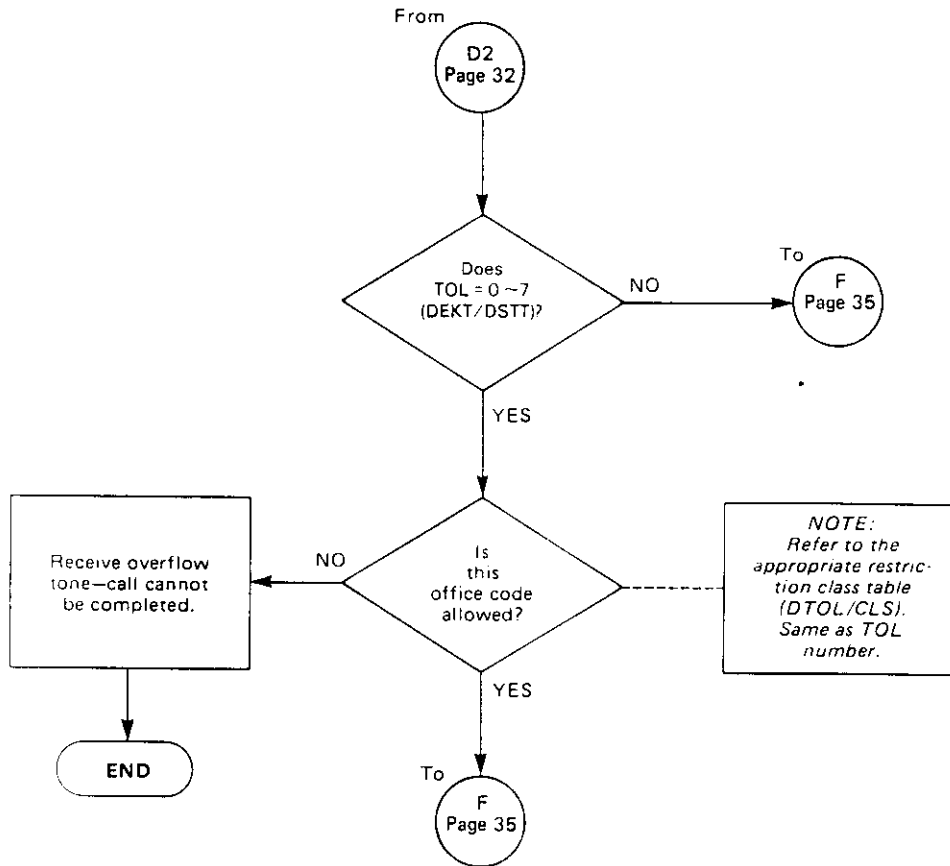 From
D2
Page 32
Does
TOL = 0 ~7
(DEKT/DSTT)?
NO
To
F
Page 35
YES
Receive overflow
tone—call cannot
be completed.
NO
Is
this
office code
allowed?
NOTE:
Refer to the
appropriate restric-
tion class table
(DTOL/CLS).
Same as TOL
number.
YES
END
To
F
Page 35